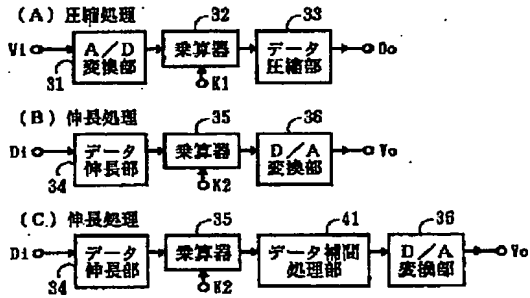 (A) 圧縮処理
32
33
Vi
A/D
変換部
乗算器
データ
圧縮部
Do
31
K1
(B) 伸長処理
35
36
Di
データ
伸長部
乗算器
D/A
変換部
Vo
34
K2
(C) 伸長処理
35
41
36
Di
データ
伸長部
乗算器
データ補間
処理部
D/A
変換部
Vo
34
K2